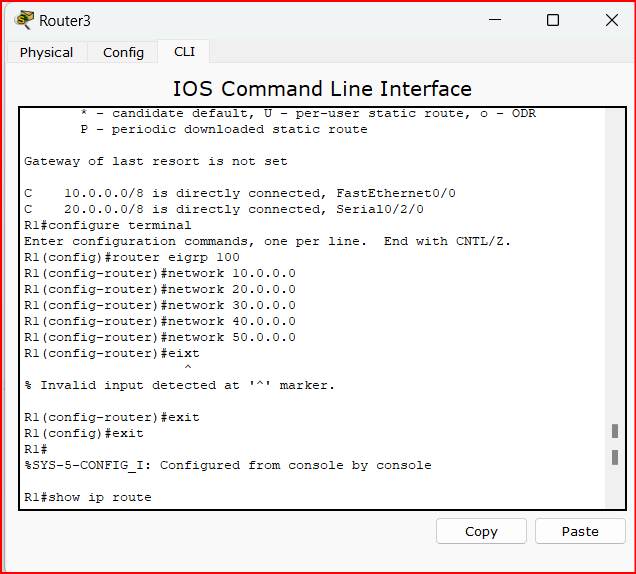 Router3
Physical Config CLI
IOS Command Line Interface
* - candidate default, U - per-user static route, o - ODR
P - periodic downloaded static route
Gateway of last resort is not set
C    10.0.0.0/8 is directly connected, FastEthernet0/0
C    20.0.0.0/8 is directly connected, Serial0/2/0
R1#configure terminal
Enter configuration commands, one per line.  End with CNTL/Z.
R1(config)#router eigrp 100
R1(config-router)#network 10.0.0.0
R1(config-router)#network 20.0.0.0
R1(config-router)#network 30.0.0.0
R1(config-router)#network 40.0.0.0
R1(config-router)#network 50.0.0.0
R1(config-router)#eixt
^
% Invalid input detected at '^' marker.
R1(config-router)#exit
R1(config)#exit
R1#
%SYS-5-CONFIG_I: Configured from console by console
R1#show ip route
Copy Paste